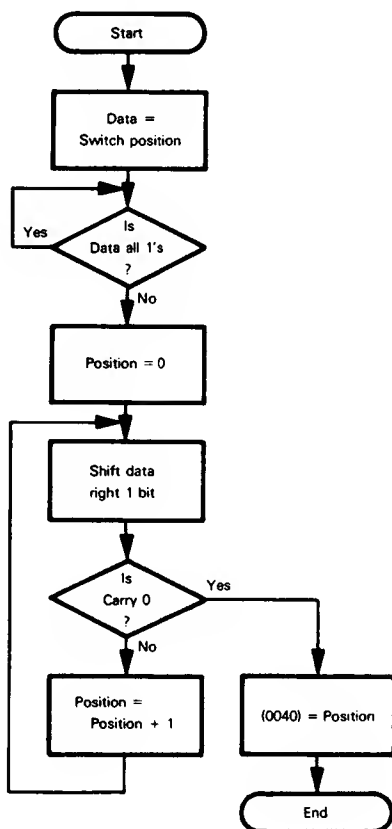 Start
Data =
Switch position
Is
Yes
Data all 1's
?
No
Position = 0
Shift data
right 1 bit
Is
Yes
Carry 0
?
No
Position =
Position + 1
(0040) = Position
End